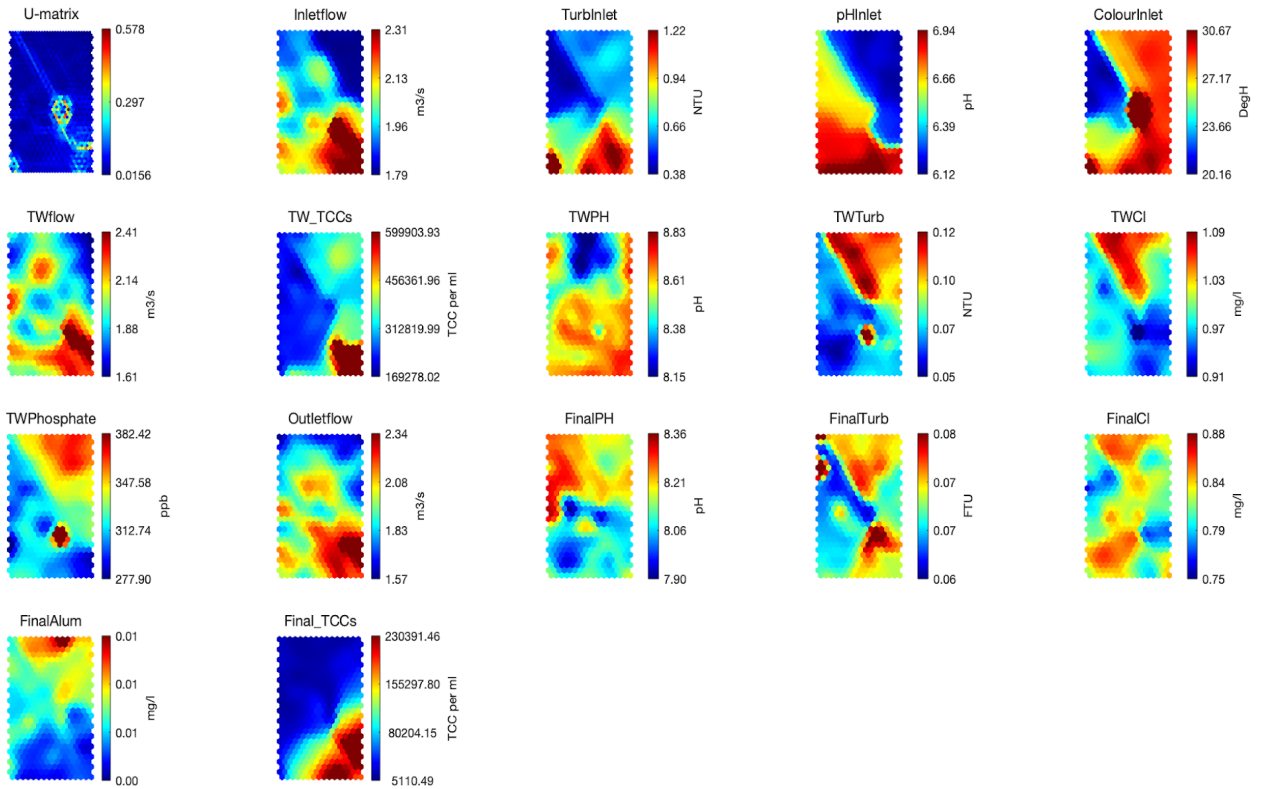 U-matrix
0.578
0.297
0.0156
Inletflow
2.31
2.13
1.96
1.79
m3/s
TurbInlet
1.22
0.94
0.66
0.38
NTU
pHInlet
6.94
6.66
6.39
6.12
pH
ColourInlet
30.67
27.17
23.66
20.16
DegH
TWflow
2.41
2.14
1.88
1.61
m3/s
TW_TCCs
599903.93
456361.96
312819.99
169278.02
TCC per ml
TWPH
8.83
8.61
8.38
8.15
pH
TWTurb
0.12
0.10
0.07
0.05
NTU
TWCl
1.09
1.03
0.97
0.91
mg/l
TWPhosphate
382.42
347.58
312.74
277.90
ppb
Outletflow
2.34
2.08
1.83
1.57
m3/s
FinalPH
8.36
8.21
8.06
7.90
pH
FinalTurb
0.08
0.07
0.07
0.06
FTU
FinalCl
0.88
0.84
0.79
0.75
mg/l
FinalAlum
0.01
0.01
0.01
0.00
mg/l
Final_TCCs
230391.46
155297.80
80204.15
5110.49
TCC per ml